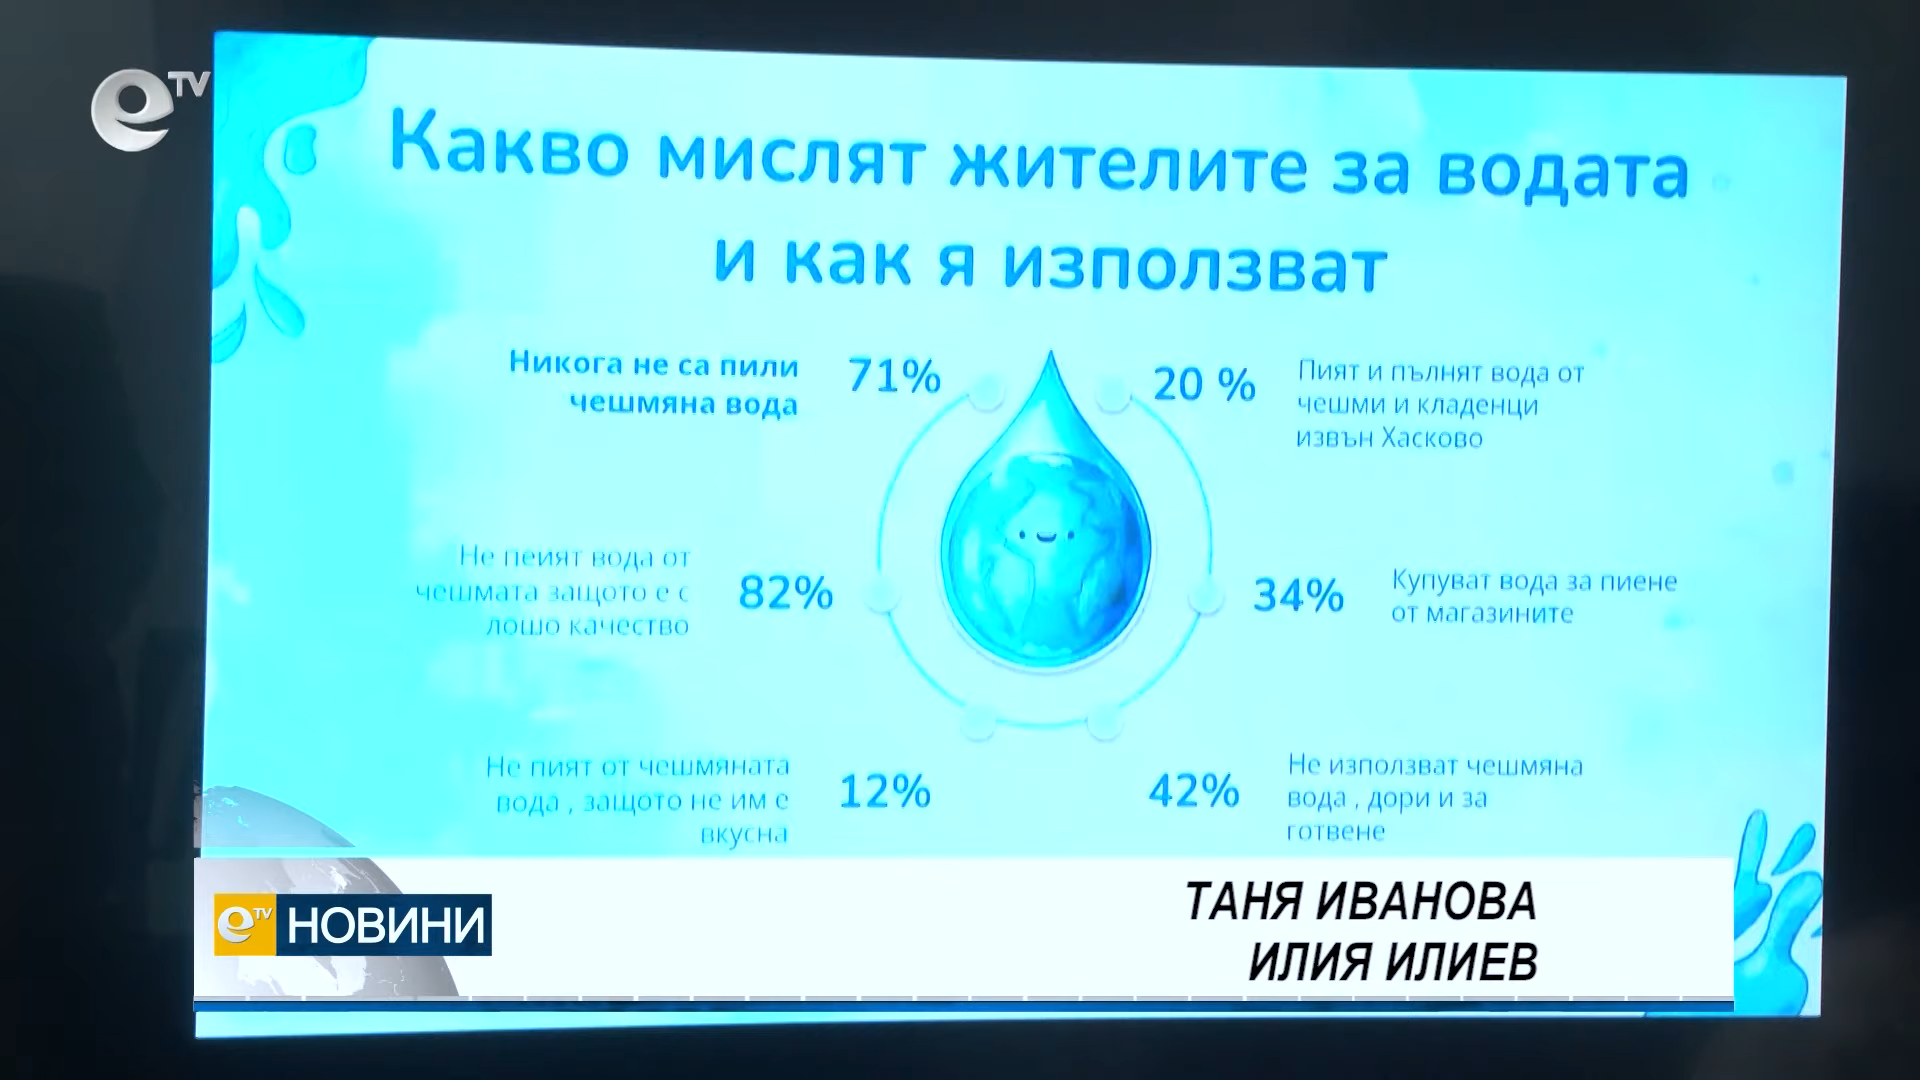 eTV
Какво мислят жителите за водата
и как я използват
Никога не са пили
чешмяна вода
71%
20 %
Пият и пълнят вода от
чешми и кладенци
извън Хасково
Не пеият вода от
чешмата защото е с
лошо качество
82%
34%
Купуват вода за пиене
от магазините
Не пият от чешмяната
вода , защото не им е
вкусна
12%
42%
Не използват чешмяна
вода , дори и за
готвене
eTV НОВИНИ
ТАНЯ ИВАНОВА
ИЛИЯ ИЛИЕВ